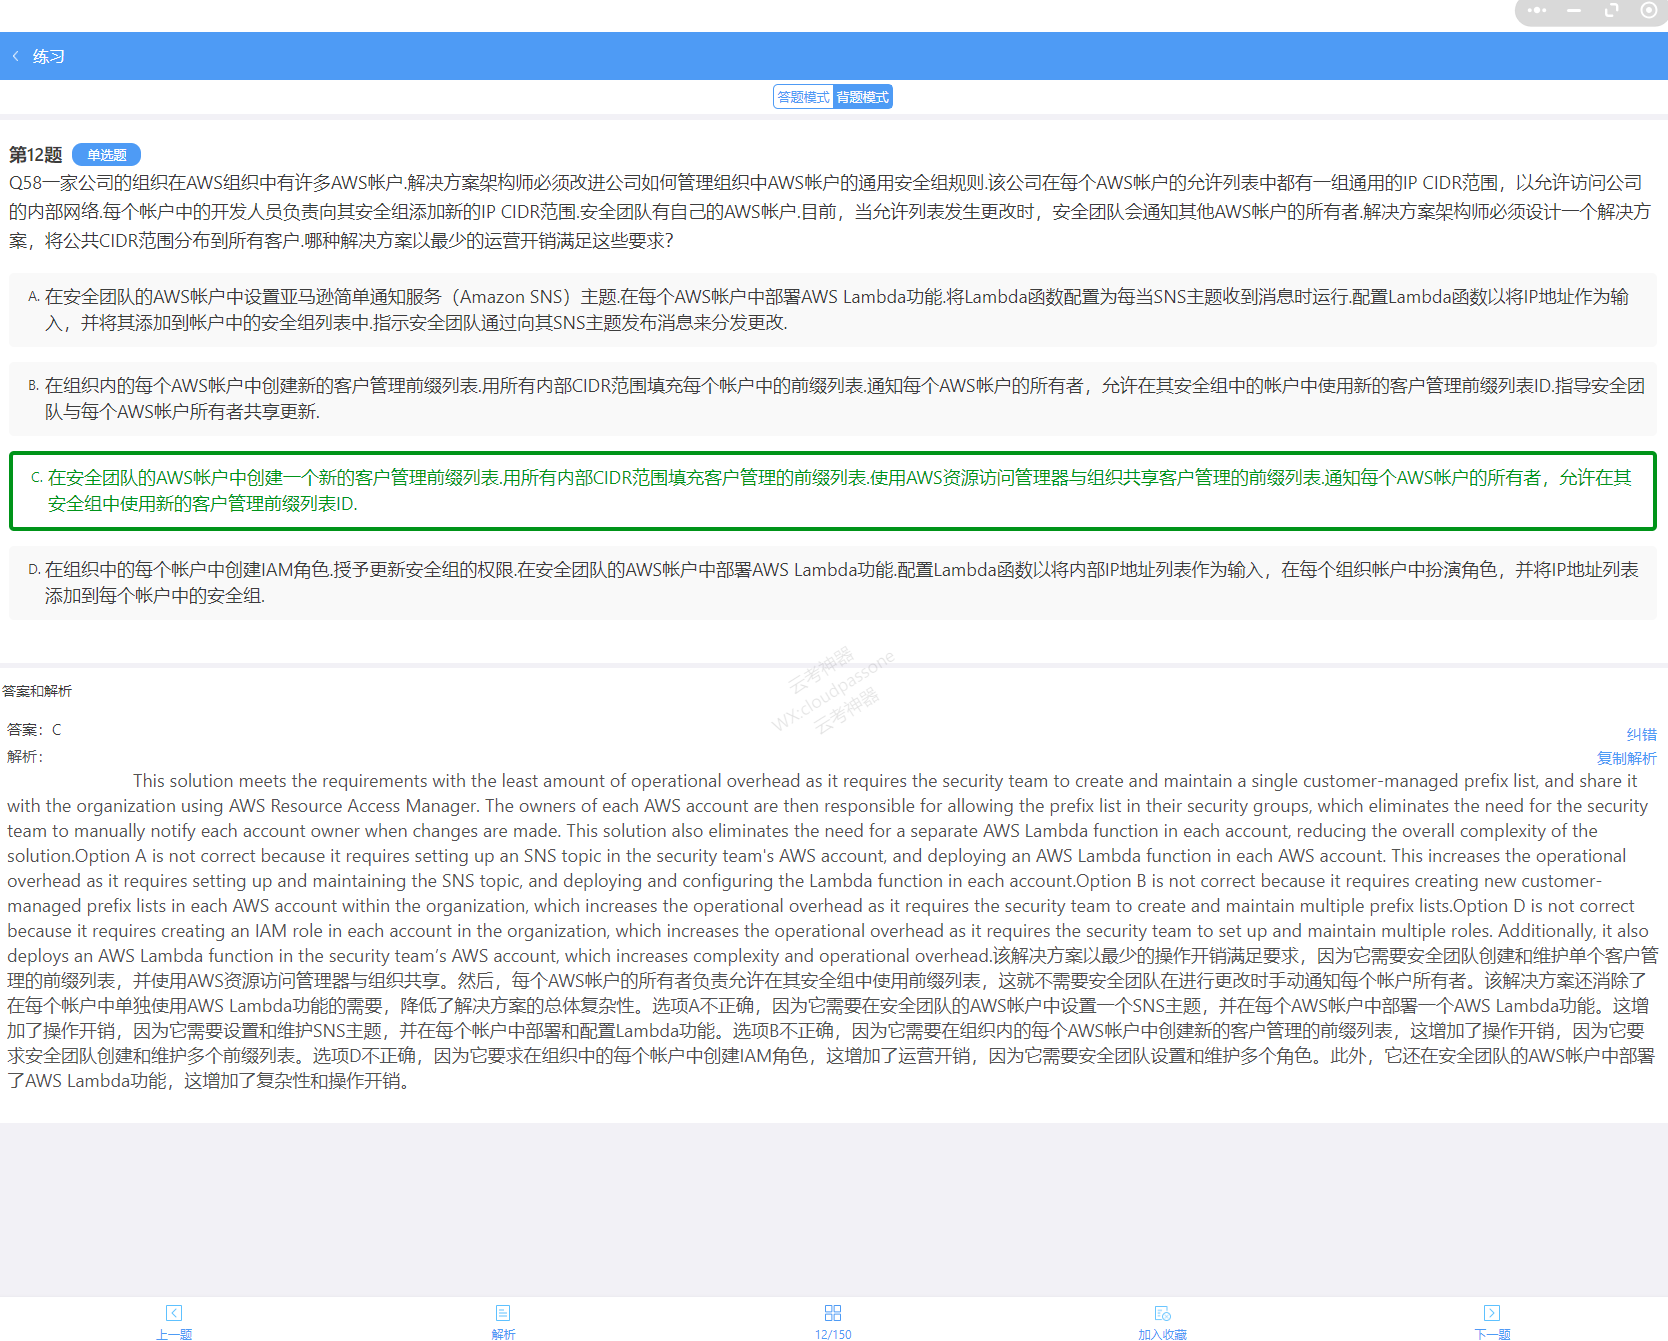 练习
答题模式 背题模式
第12题 单选题
Q58一家公司的组织在AWS组织中有许多AWS帐户.解决方案架构师必须改进公司如何管理组织中AWS帐户的通用安全组规则.该公司在每个AWS帐户的允许列表中都有一组通用的IP CIDR范围，以允许访问公司
的内部网络.每个帐户中的开发人员负责向其安全组添加新的IP CIDR范围.安全团队有自己的AWS帐户.目前，当允许列表发生更改时，安全团队会通知其他AWS帐户的所有者.解决方案架构师必须设计一个解决方
案，将公共CIDR范围分布到所有客户.哪种解决方案以最少的运营开销满足这些要求？
A. 在安全团队的AWS帐户中设置亚马逊简单通知服务（Amazon SNS）主题.在每个AWS帐户中部署AWS Lambda功能.将Lambda函数配置为每当SNS主题收到消息时运行.配置Lambda函数以将IP地址作为输
入，并将其添加到帐户中的安全组列表中.指示安全团队通过向其SNS主题发布消息来分发更改.
B. 在组织内的每个AWS帐户中创建新的客户管理前缀列表.用所有内部CIDR范围填充每个帐户中的前缀列表.通知每个AWS帐户的所有者，允许在其安全组中的帐户中使用新的客户管理前缀列表ID.指导安全团
队与每个AWS帐户所有者共享更新.
C. 在安全团队的AWS帐户中创建一个新的客户管理前缀列表.用所有内部CIDR范围填充客户管理的前缀列表.使用AWS资源访问管理器与组织共享客户管理的前缀列表.通知每个AWS帐户的所有者，允许在其
安全组中使用新的客户管理前缀列表ID.
D. 在组织中的每个帐户中创建IAM角色.授予更新安全组的权限.在安全团队的AWS帐户中部署AWS Lambda功能.配置Lambda函数以将内部IP地址列表作为输入，在每个组织帐户中扮演角色，并将IP地址列表
添加到每个帐户中的安全组.
云考神器
WX:cloudpassone
云考神器
答案和解析
答案：C
纠错
解析：
复制解析
This solution meets the requirements with the least amount of operational overhead as it requires the security team to create and maintain a single customer-managed prefix list, and share it
with the organization using AWS Resource Access Manager. The owners of each AWS account are then responsible for allowing the prefix list in their security groups, which eliminates the need for the security
team to manually notify each account owner when changes are made. This solution also eliminates the need for a separate AWS Lambda function in each account, reducing the overall complexity of the
solution.Option A is not correct because it requires setting up an SNS topic in the security team's AWS account, and deploying an AWS Lambda function in each AWS account. This increases the operational
overhead as it requires setting up and maintaining the SNS topic, and deploying and configuring the Lambda function in each account.Option B is not correct because it requires creating new customer-
managed prefix lists in each AWS account within the organization, which increases the operational overhead as it requires the security team to create and maintain multiple prefix lists.Option D is not correct
because it requires creating an IAM role in each account in the organization, which increases the operational overhead as it requires the security team to set up and maintain multiple roles. Additionally, it also
deploys an AWS Lambda function in the security team’s AWS account, which increases complexity and operational overhead.该解决方案以最少的操作开销满足要求，因为它需要安全团队创建和维护单个客户管
理的前缀列表，并使用AWS资源访问管理器与组织共享。然后，每个AWS帐户的所有者负责允许在其安全组中使用前缀列表，这就不需要安全团队在进行更改时手动通知每个帐户所有者。该解决方案还消除了
在每个帐户中单独使用AWS Lambda功能的需要，降低了解决方案的总体复杂性。选项A不正确，因为它需要在安全团队的AWS帐户中设置一个SNS主题，并在每个AWS帐户中部署一个AWS Lambda功能。这增
加了操作开销，因为它需要设置和维护SNS主题，并在每个帐户中部署和配置Lambda功能。选项B不正确，因为它需要在组织内的每个AWS帐户中创建新的客户管理的前缀列表，这增加了操作开销，因为它要
求安全团队创建和维护多个前缀列表。选项D不正确，因为它要求在组织中的每个帐户中创建IAM角色，这增加了运营开销，因为它需要安全团队设置和维护多个角色。此外，它还在安全团队的AWS帐户中部署
了AWS Lambda功能，这增加了复杂性和操作开销。
上一题 解析 12/150 加入收藏 下一题